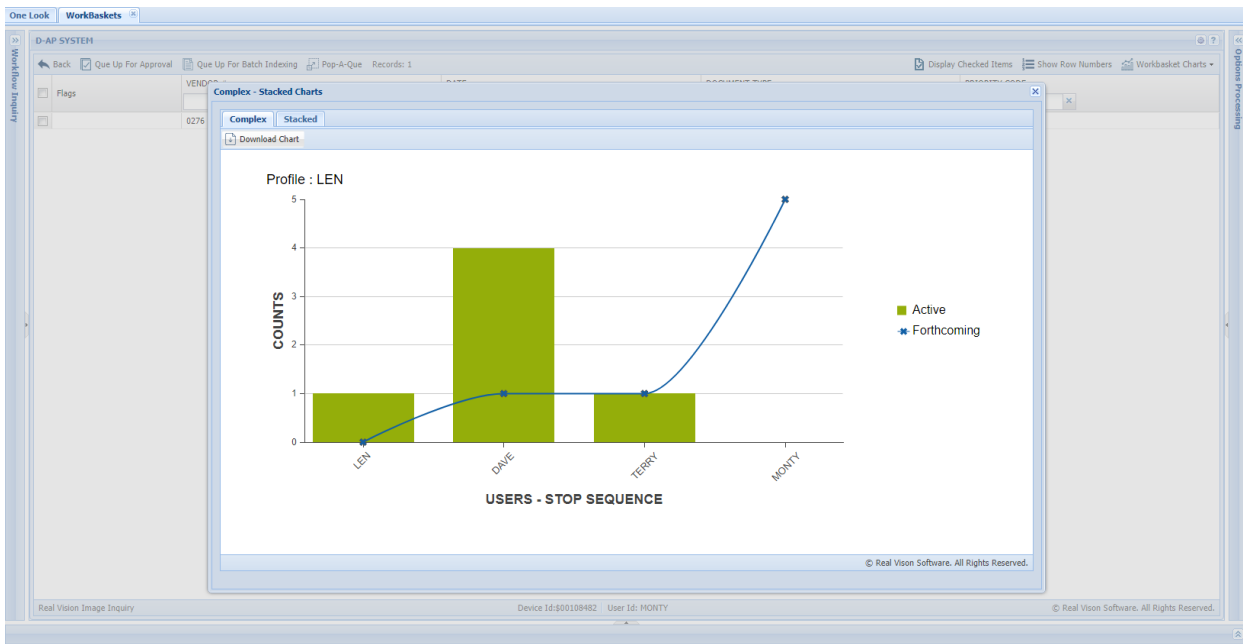 One Look WorkBaskets
D-AP SYSTEM
Workflow Inquiry
Options Processing
Back Que Up For Approval Que Up For Batch Indexing Pop-A-Que Records: 1 Display Checked Items Show Row Numbers Workbasket Charts
Flags
0276
Complex - Stacked Charts
Complex Stacked
Download Chart
Profile : LEN
5
4
3
2
1
0
COUNTS
LEN DAVE TERRY MONTY
USERS - STOP SEQUENCE
Active
Forthcoming
© Real Vison Software. All Rights Reserved.
Real Vision Image Inquiry Device Id:$00108482 User Id: MONTY © Real Vison Software. All Rights Reserved.